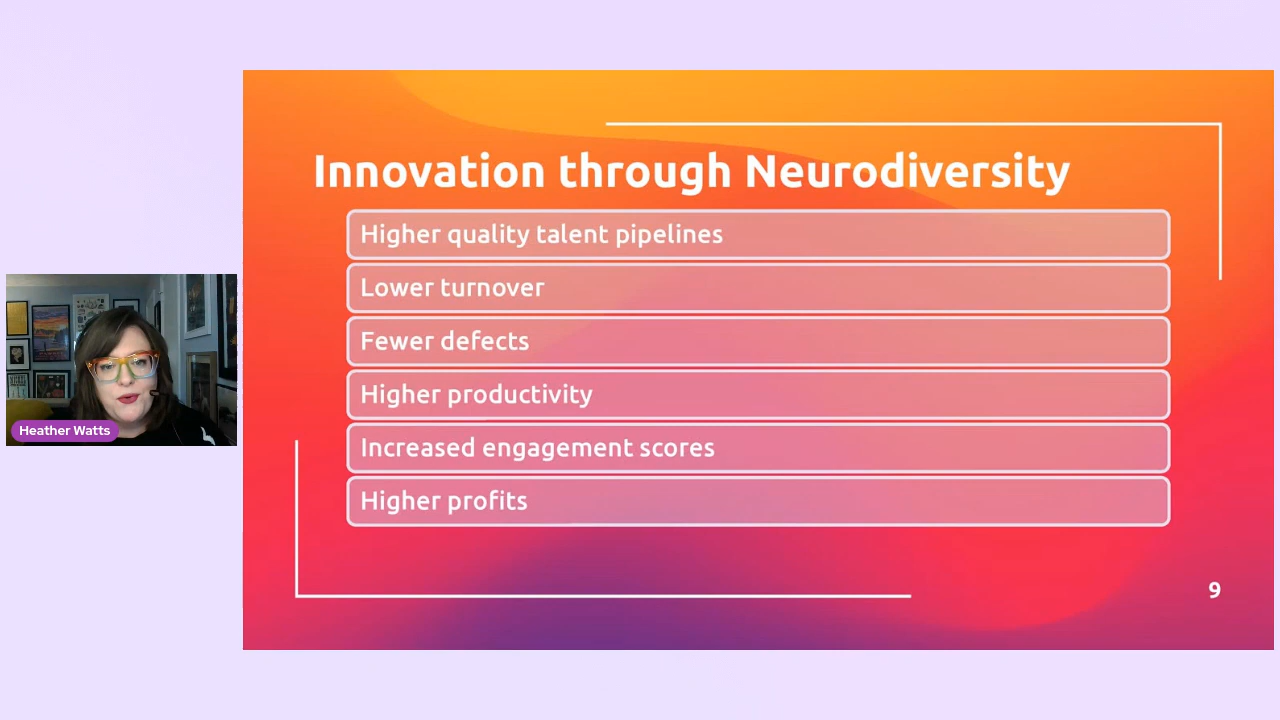 Innovation through Neurodiversity
Higher quality talent pipelines
Lower turnover
Fewer defects
Higher productivity
Increased engagement scores
Higher profits
Heather Watts
9